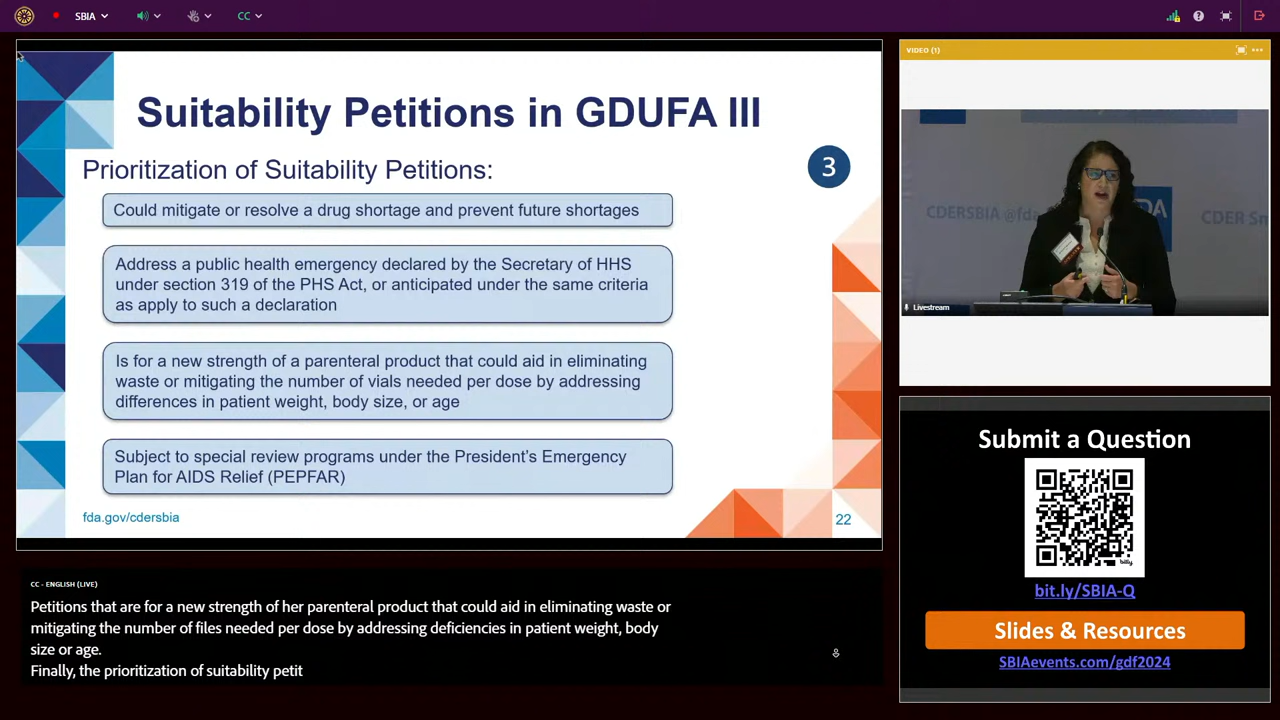 SBIA
CC
Suitability Petitions in GDUFA III
Prioritization of Suitability Petitions:
3
Could mitigate or resolve a drug shortage and prevent future shortages
Address a public health emergency declared by the Secretary of HHS
under section 319 of the PHS Act, or anticipated under the same criteria
as apply to such a declaration
Is for a new strength of a parenteral product that could aid in eliminating
waste or mitigating the number of vials needed per dose by addressing
differences in patient weight, body size, or age
Subject to special review programs under the President's Emergency
Plan for AIDS Relief (PEPFAR)
fda.gov/cdersbia
22
CC - ENGLISH (LIVE)
Petitions that are for a new strength of her parenteral product that could aid in eliminating waste or
mitigating the number of files needed per dose by addressing deficiencies in patient weight, body
size or age.
Finally, the prioritization of suitability petit
VIDEO (1)
CDERSBIA@fda
DA
CDER Sm
Livestream
Submit a Question
bitly
bit.ly/SBIA-Q
Slides & Resources
SBIAevents.com/gdf2024